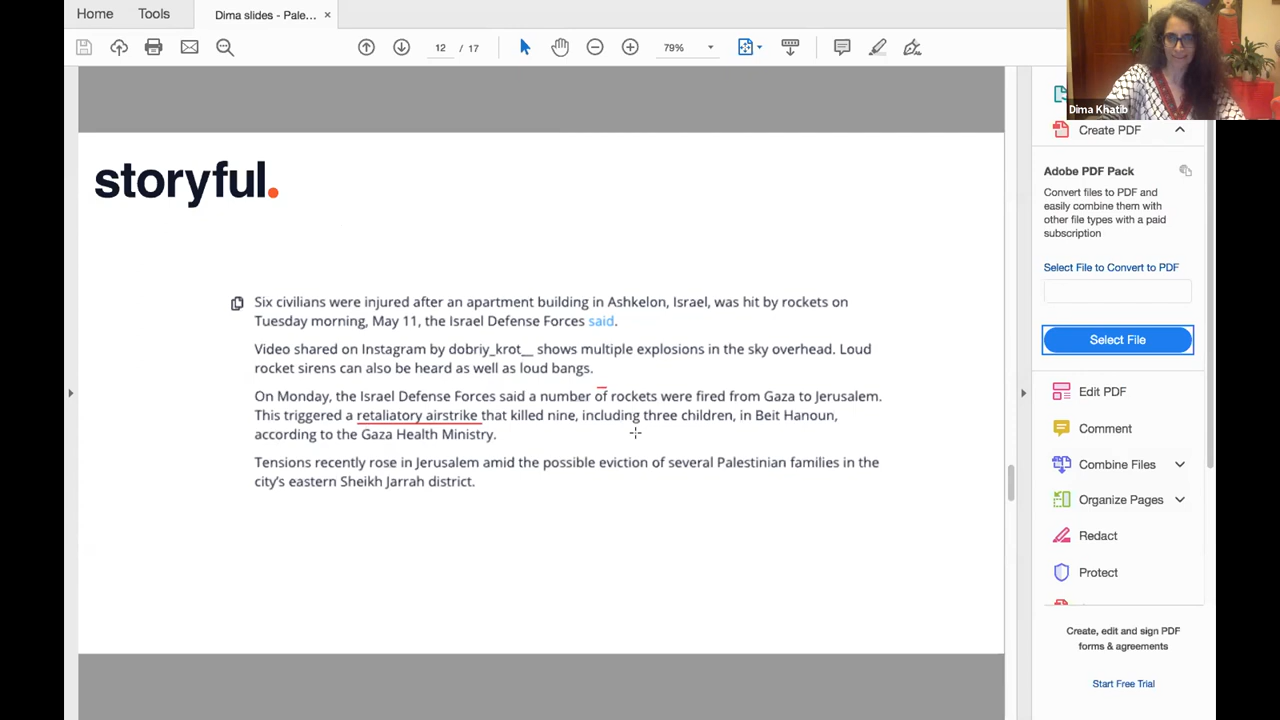 Home
Tools
Dima slides - Pale...
×
12 / 17
79%
Dima Khatib
storyful.
Six civilians were injured after an apartment building in Ashkelon, Israel, was hit by rockets on
Tuesday morning, May 11, the Israel Defense Forces said.
Video shared on Instagram by dobriy_krot__ shows multiple explosions in the sky overhead. Loud
rocket sirens can also be heard as well as loud bangs.
On Monday, the Israel Defense Forces said a number of rockets were fired from Gaza to Jerusalem.
This triggered a retaliatory airstrike that killed nine, including three children, in Beit Hanoun,
according to the Gaza Health Ministry.
Tensions recently rose in Jerusalem amid the possible eviction of several Palestinian families in the
city's eastern Sheikh Jarrah district.
Create PDF
Adobe PDF Pack
Convert files to PDF and
easily combine them with
other file types with a paid
subscription
Select File to Convert to PDF
Select File
Edit PDF
Comment
Combine Files
Organize Pages
Redact
Protect
Create, edit and sign PDF
forms & agreements
Start Free Trial